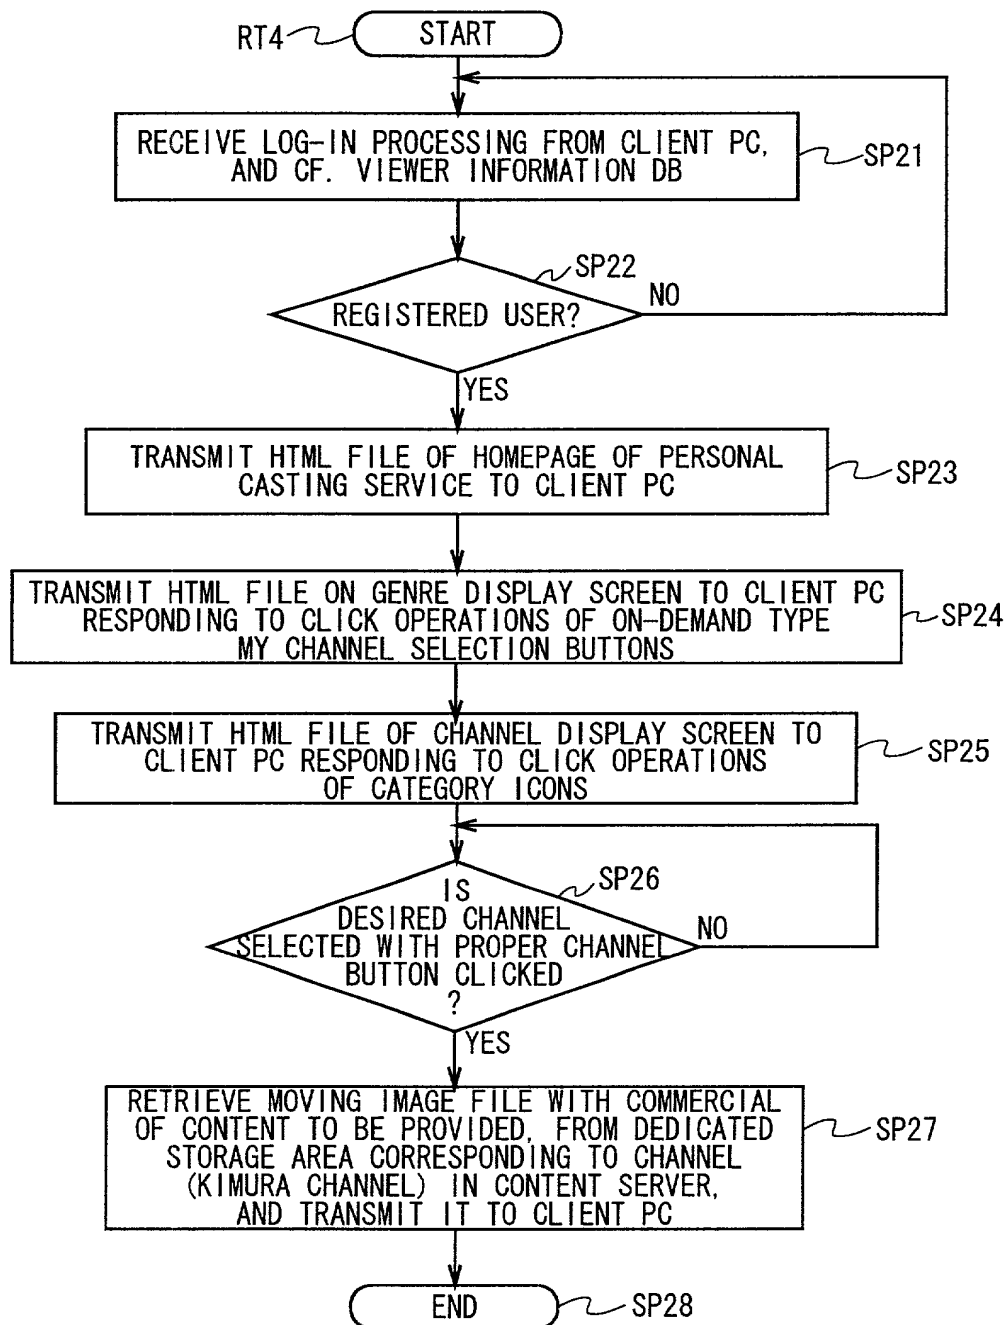 RT4
START
RECEIVE LOG-IN PROCESSING FROM CLIENT PC,
AND CF. VIEWER INFORMATION DB
SP21
SP22
REGISTERED USER?
NO
YES
TRANSMIT HTML FILE OF HOMEPAGE OF PERSONAL
CASTING SERVICE TO CLIENT PC
SP23
TRANSMIT HTML FILE ON GENRE DISPLAY SCREEN TO CLIENT PC
RESPONDING TO CLICK OPERATIONS OF ON-DEMAND TYPE
MY CHANNEL SELECTION BUTTONS
SP24
TRANSMIT HTML FILE OF CHANNEL DISPLAY SCREEN TO
CLIENT PC RESPONDING TO CLICK OPERATIONS
OF CATEGORY ICONS
SP25
SP26
IS
DESIRED CHANNEL
SELECTED WITH PROPER CHANNEL
BUTTON CLICKED
?
NO
YES
RETRIEVE MOVING IMAGE FILE WITH COMMERCIAL
OF CONTENT TO BE PROVIDED, FROM DEDICATED
STORAGE AREA CORRESPONDING TO CHANNEL
(KIMURA CHANNEL) IN CONTENT SERVER,
AND TRANSMIT IT TO CLIENT PC
SP27
END
SP28